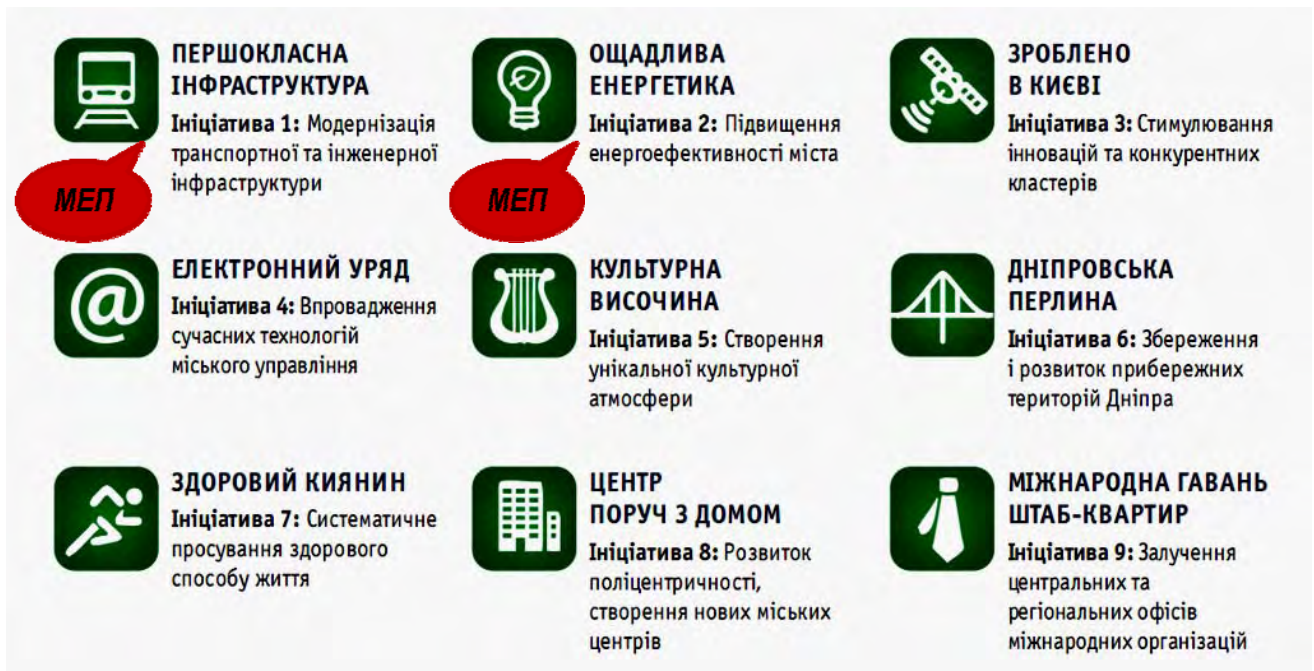 ПЕРШОКЛАСНА
ІНФРАСТРУКТУРА
Ініціатива 1: Модернізація
транспортної та інженерної
інфраструктури
МЕП
ОЩАДЛИВА
ЕНЕРГЕТИКА
Ініціатива 2: Підвищення
енергоефективності міста
МЕП
ЗРОБЛЕНО
В КИЄВІ
Ініціатива 3: Стимулювання
інновацій та конкурентних
кластерів
ЕЛЕКТРОННИЙ УРЯД
Ініціатива 4: Впровадження
сучасних технологій
міського управління
КУЛЬТУРНА
ВИСОЧИНА
Ініціатива 5: Створення
унікальної культурної
атмосфери
ДНІПРОВСЬКА
ПЕРЛИНА
Ініціатива 6: Збереження
і розвиток прибережних
територій Дніпра
ЗДОРОВИЙ КИЯНИН
Ініціатива 7: Систематичне
просування здорового
способу життя
ЦЕНТР
ПОРУЧ З ДОМОМ
Ініціатива 8: Розвиток
поліцентричності,
створення нових міських
центрів
МІЖНАРОДНА ГАВАНЬ
ШТАБ-КВАРТИР
Ініціатива 9: Залучення
центральних та
регіональних офісів
міжнародних організацій